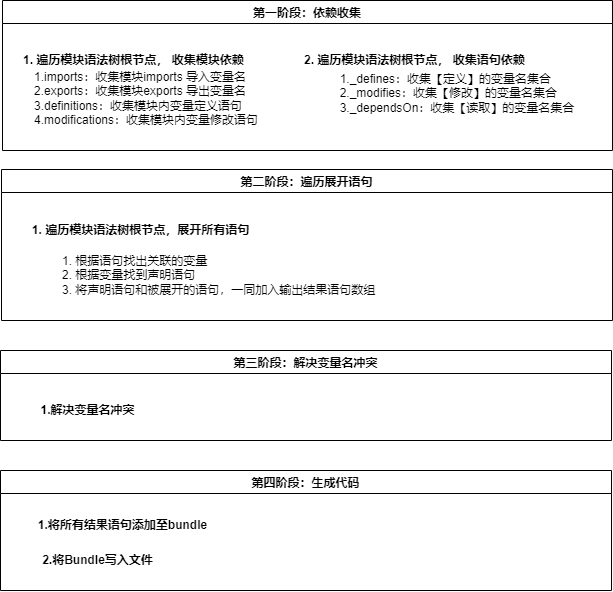 第一阶段：依赖收集
1. 遍历模块语法树根节点， 收集模块依赖
1.imports：收集模块imports 导入变量名
2.exports：收集模块exports 导出变量名
3.definitions：收集模块内变量定义语句
4.modifications：收集模块内变量修改语句
2. 遍历模块语法树根节点， 收集语句依赖
1._defines：收集【定义】的变量名集合
2._modifies：收集【修改】的变量名集合
3._dependsOn：收集【读取】的变量名集合
第二阶段：遍历展开语句
1. 遍历模块语法树根节点，展开所有语句
1. 根据语句找出关联的变量
2. 根据变量找到声明语句
3. 将声明语句和被展开的语句，一同加入输出结果语句数组
第三阶段：解决变量名冲突
1.解决变量名冲突
第四阶段：生成代码
1.将所有结果语句添加至bundle
2.将Bundle写入文件